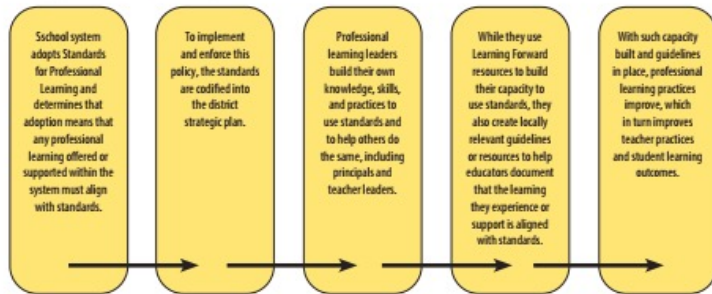 Sschool system
adopts Standards
for Professional
Learning and
determines that
adoption means that
any professional
learning offered or
supported within the
system must align
with standards.
To implement
and enforce this
policy, the standards
are codified into
the district
strategic plan.
Professional
learning leaders
build their own
knowledge, skills,
and practices to
use standards and
to help others do
the same, including
principals and
teacher leaders.
While they use
Learning Forward
resources to build
their capacity to
use standards, they
also create locally
relevant guidelines
or resources to help
educators document
that the learning
they experience or
support is aligned
with standards.
With such capacity
built and guidelines
in place, professional
learning practices
improve, which
in turn improves
teacher practices
and student learning
outcomes.